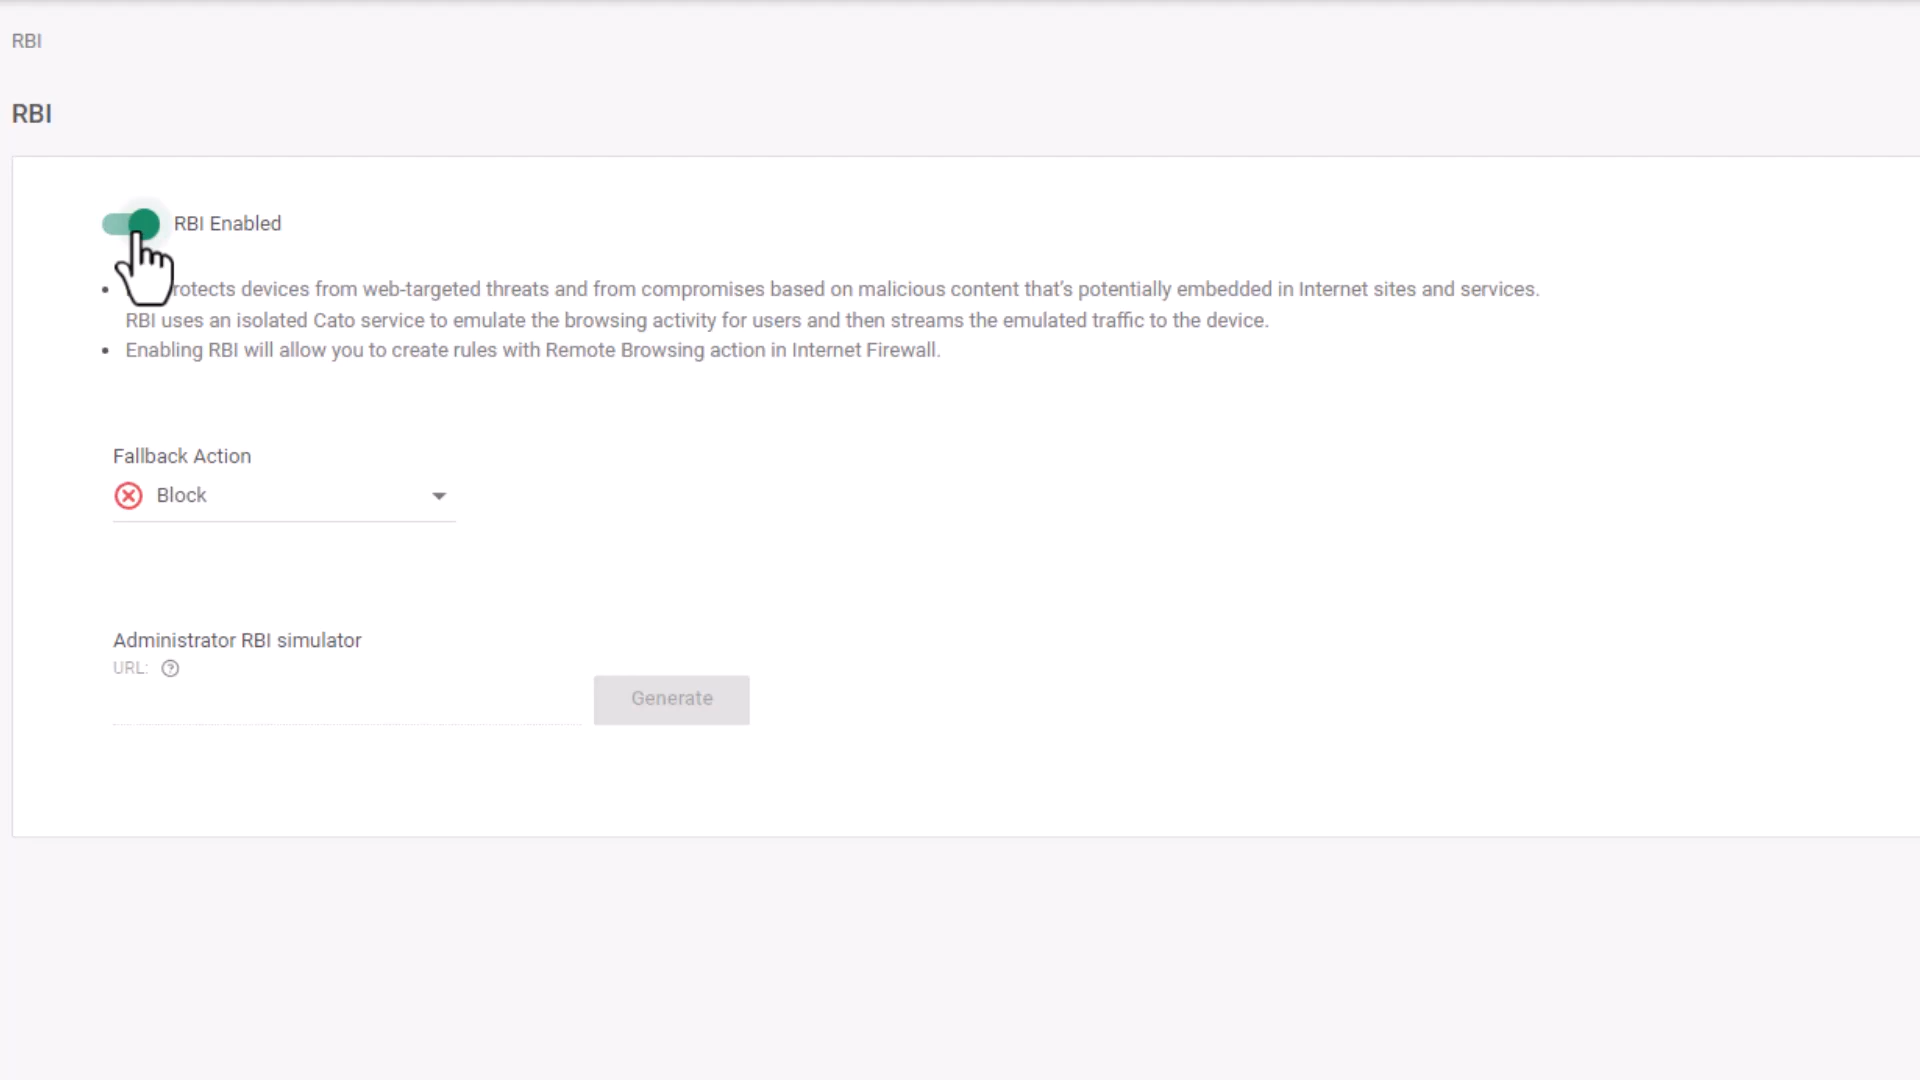 RBI
RBI
RBI Enabled
rotects devices from web-targeted threats and from compromises based on malicious content that's potentially embedded in Internet sites and services.
RBI uses an isolated Cato service to emulate the browsing activity for users and then streams the emulated traffic to the device.
Enabling RBI will allow you to create rules with Remote Browsing action in Internet Firewall.
Fallback Action
Block
Administrator RBI simulator
URL:
Generate